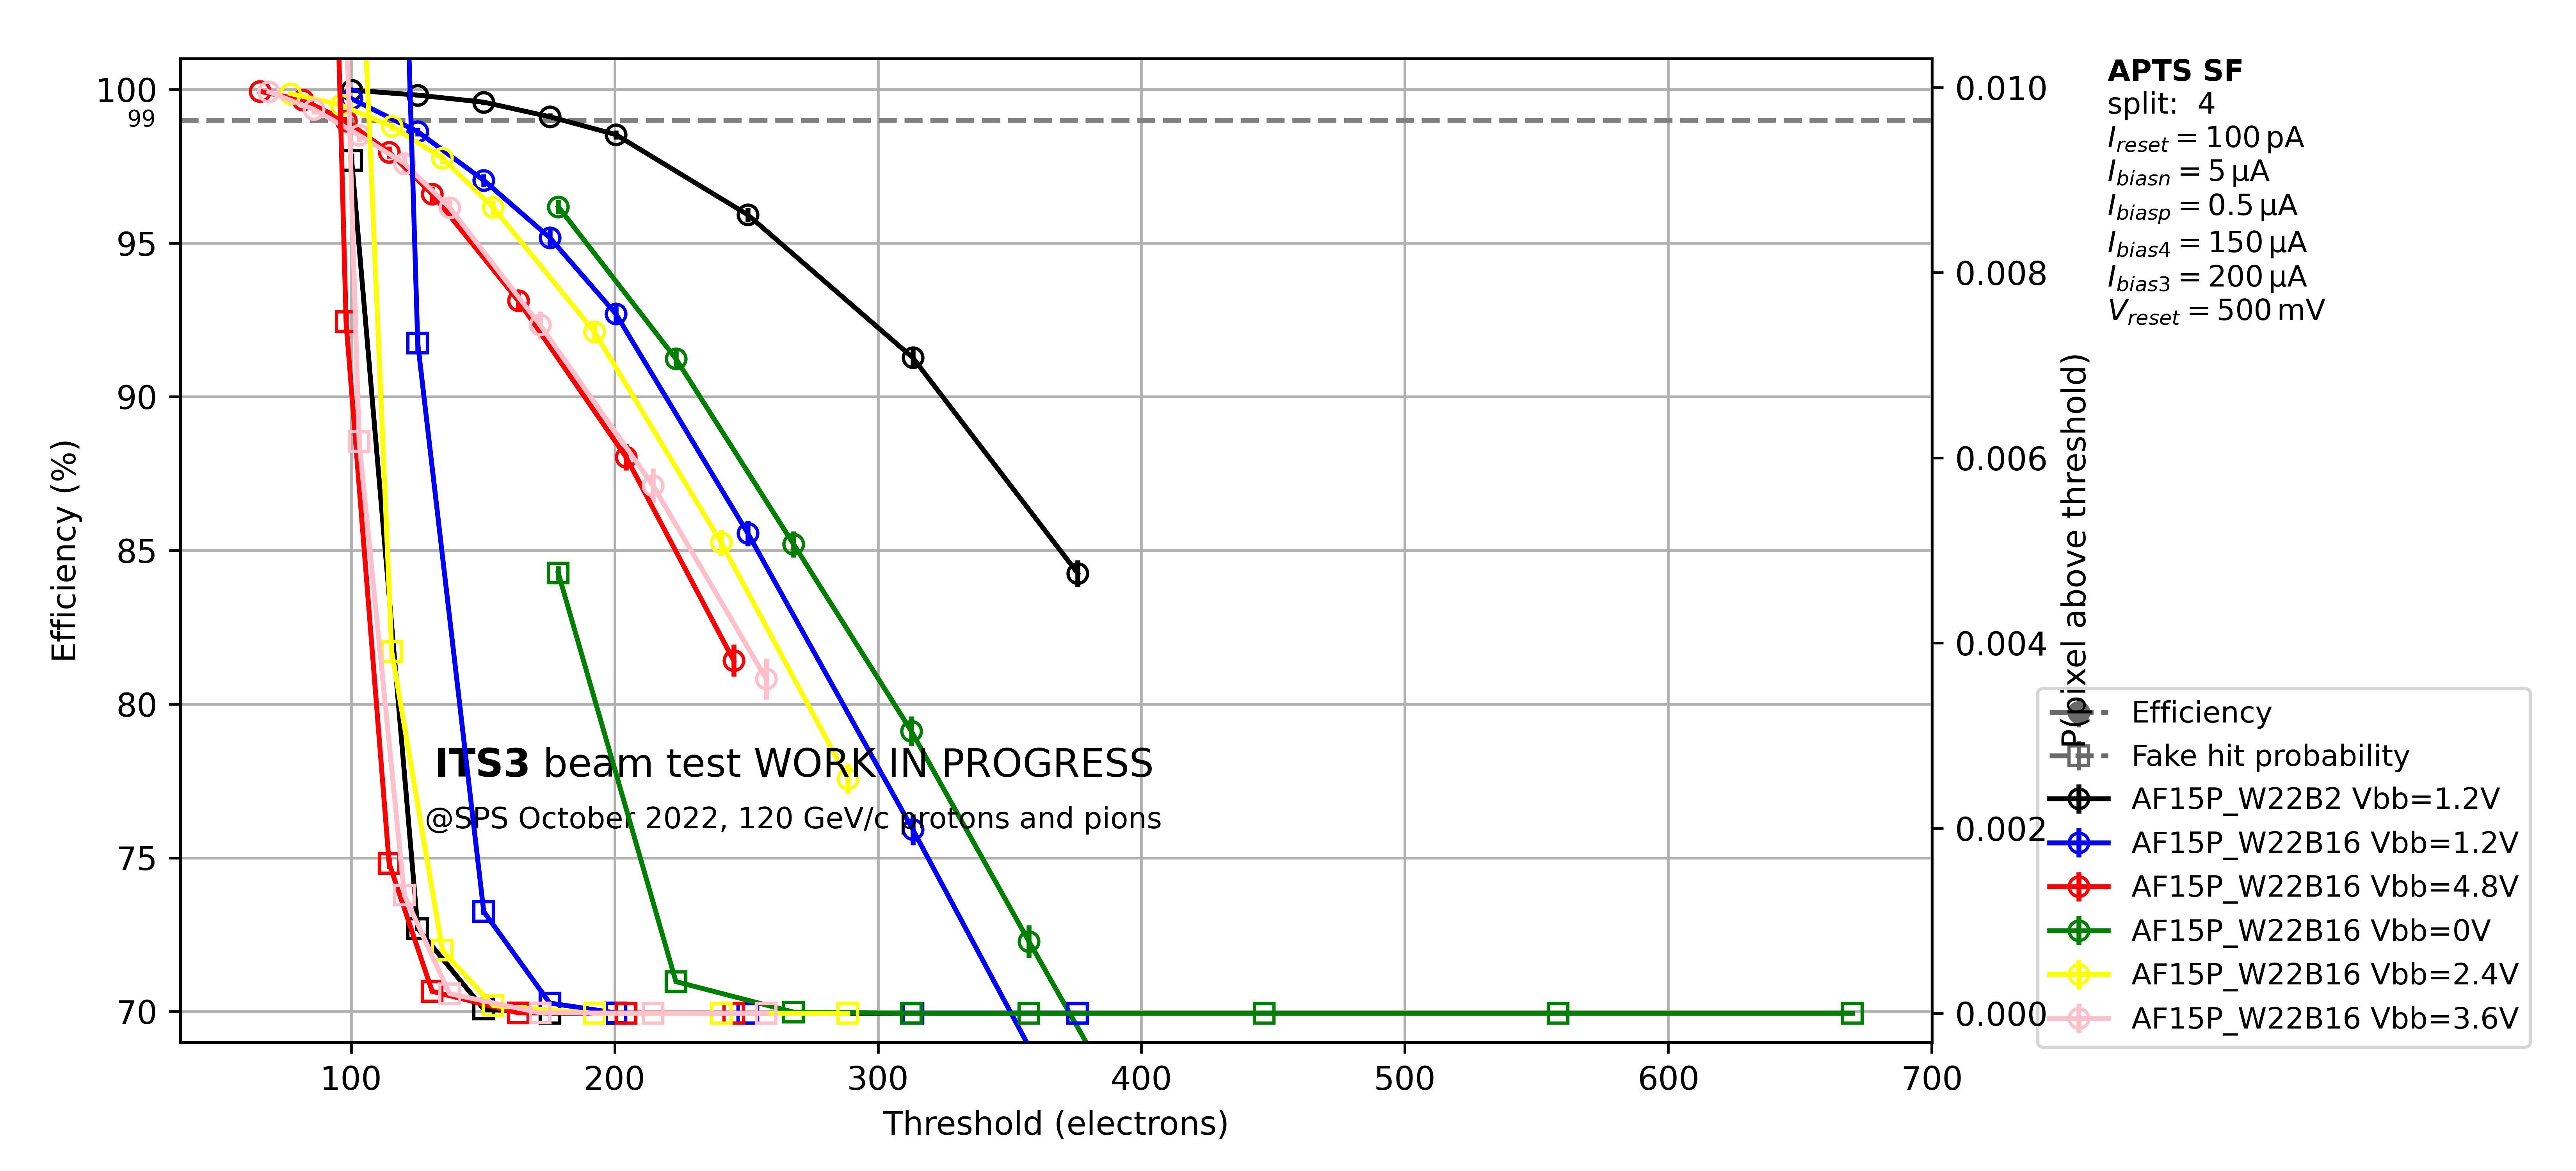 100
99
95
90
85
80
75
70
Efficiency (%)
ITS3 beam test WORK IN PROGRESS
@SPS October 2022, 120 GeV/c protons and pions
100
200
300
400
500
600
700
Threshold (electrons)
0.010
0.008
0.006
0.004
0.002
0.000
P(pixel above threshold)
APTS SF
split: 4
I_reset = 100 pA
I_biasn = 5 μA
I_biasp = 0.5 μA
I_bias4 = 150 μA
I_bias3 = 200 μA
V_reset = 500 mV
Efficiency
Fake hit probability
AF15P_W22B2 Vbb=1.2V
AF15P_W22B16 Vbb=1.2V
AF15P_W22B16 Vbb=4.8V
AF15P_W22B16 Vbb=0V
AF15P_W22B16 Vbb=2.4V
AF15P_W22B16 Vbb=3.6V